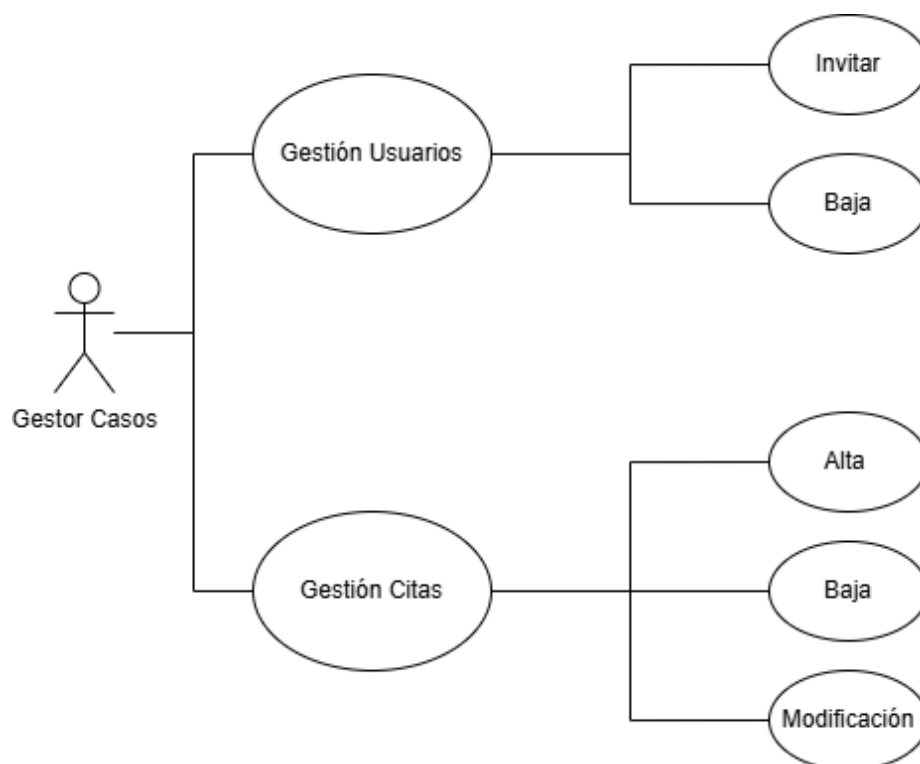 Invitar
Gestión Usuarios
Baja
Gestor Casos
Alta
Gestión Citas
Baja
Modificación